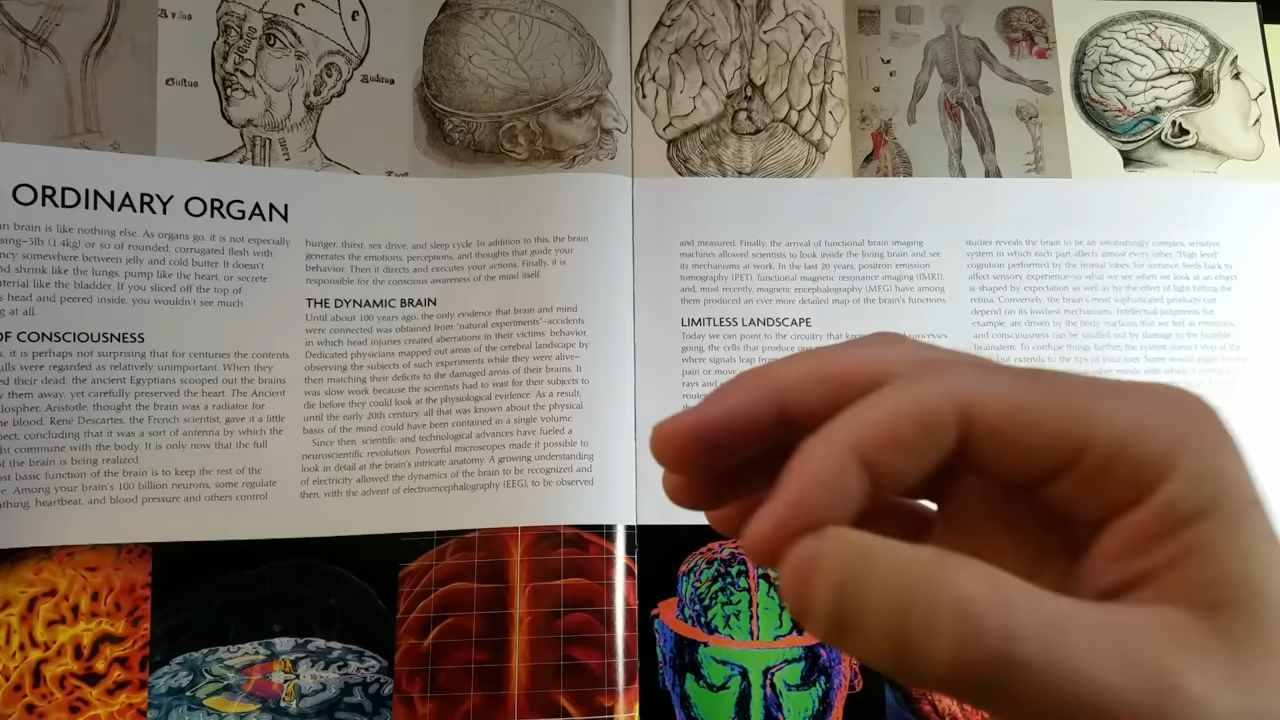 Gustus
Auditus
ORDINARY ORGAN
n brain is like nothing else. As organs go, it is not especially
sing–3lb (1.4kg) or so of rounded, corrugated flesh with
ncy somewhere between jelly and cold butter. It doesn't
nd shrink like the lungs, pump like the heart, or secrete
terial like the bladder. If you sliced off the top of
s head and peered inside, you wouldn't see much
g at all.
OF CONSCIOUSNESS
s, it is perhaps not surprising that for centuries the contents
ulls were regarded as relatively unimportant. When they
ed their dead, the ancient Egyptians scooped out the brains
w them away, yet carefully preserved the heart. The Ancient
losopher, Aristotle, thought the brain was a radiator for
he blood. René Descartes, the French scientist, gave it a little
pect, concluding that it was a sort of antenna by which the
ht commune with the body. It is only now that the full
f the brain is being realized.
ost basic function of the brain is to keep the rest of the
e. Among your brain's 100 billion neurons, some regulate
thing, heartbeat, and blood pressure and others control
hunger, thirst, sex drive, and sleep cycle. In addition to this, the brain
generates the emotions, perceptions, and thoughts that guide your
behavior. Then it directs and executes your actions. Finally, it is
responsible for the conscious awareness of the mind itself.
THE DYNAMIC BRAIN
Until about 100 years ago, the only evidence that brain and mind
were connected was obtained from "natural experiments"–accidents
in which head injuries created aberrations in their victims' behavior.
Dedicated physicians mapped out areas of the cerebral landscape by
observing the subjects of such experiments while they were alive–
then matching their deficits to the damaged areas of their brains. It
was slow work because the scientists had to wait for their subjects to
die before they could look at the physiological evidence. As a result,
until the early 20th century, all that was known about the physical
basis of the mind could have been contained in a single volume.
Since then, scientific and technological advances have fueled a
neuroscientific revolution. Powerful microscopes made it possible to
look in detail at the brain's intricate anatomy. A growing understanding
of electricity allowed the dynamics of the brain to be recognized and
then, with the advent of electroencephalography (EEG), to be observed
and measured. Finally, the arrival of functional brain imaging
machines allowed scientists to look inside the living brain and see
its mechanisms at work. In the last 20 years, positron emission
tomography (PET), functional magnetic resonance imaging (fMRI),
and, most recently, magnetic encephalography (MEG) have among
them produced an ever more detailed map of the brain's functions.
LIMITLESS LANDSCAPE
Today we can point to the circuitry that processes
going, the cells that produce
where signals leap
pain or move
rays and
studies reveals the brain to be an astonishingly complex, sensitive
system in which each part affects almost every other. "High level"
cognition performed by the frontal lobes, for instance, feeds back to
affect sensory experience–so what we see when we look at an object
is shaped by expectation as well as by the effect of light hitting the
retina. Conversely, the brain's most sophisticated products can
depend on its lowliest mechanisms. Intellectual judgments, for
example, are driven by the body reactions that we feel as emotions,
and consciousness can be snuffed out by damage to the humble
brainstem. To confuse things further, the system doesn't stop at the
but extends to the tips of your toes. Some would
other minds with